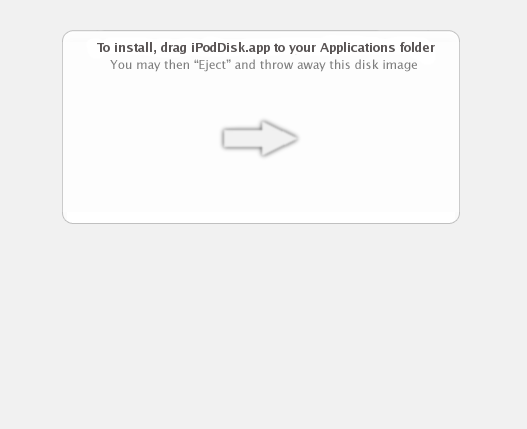 To install, drag iPodDisk.app to your Applications folder
You may then “Eject” and throw away this disk image